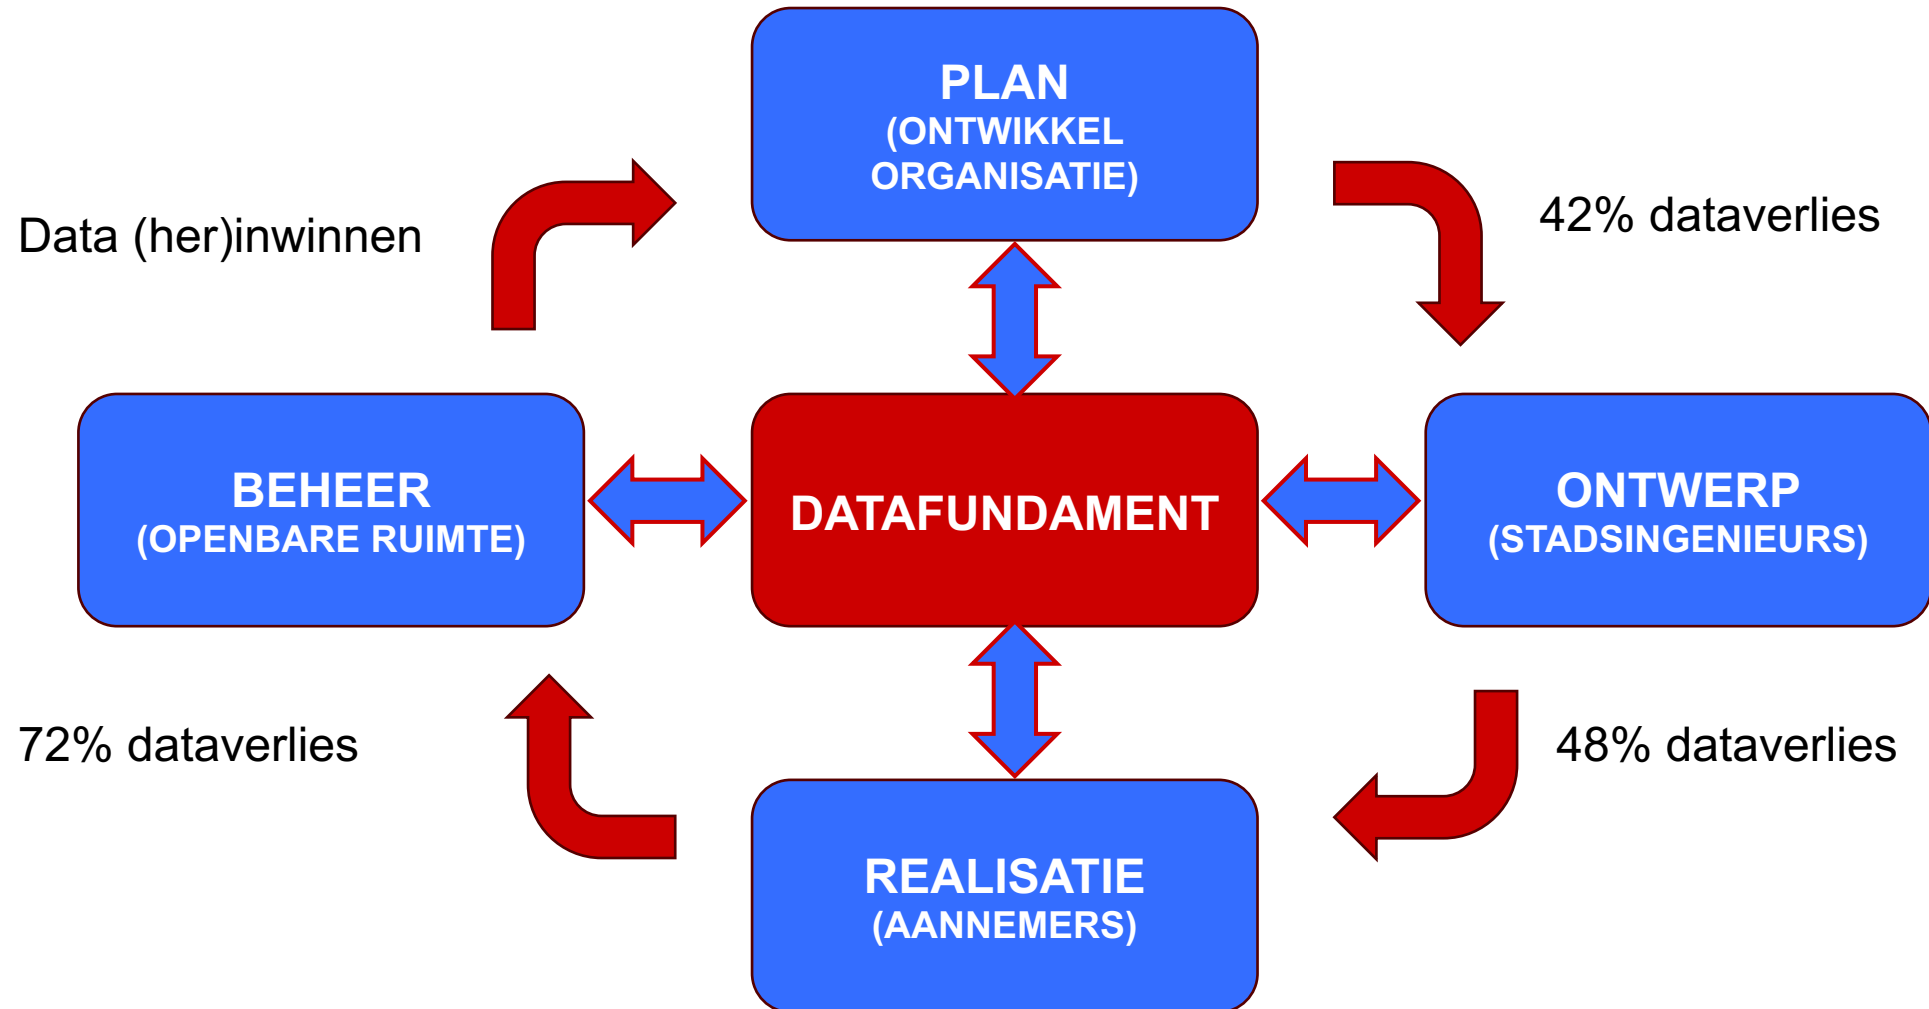 PLAN
(ONTWIKKEL
ORGANISATIE)
Data (her)inwinnen
42% dataverlies
BEHEER
(OPENBARE RUIMTE)
DATAFUNDAMENT
ONTWERP
(STADSINGENIEURS)
72% dataverlies
48% dataverlies
REALISATIE
(AANNEMERS)